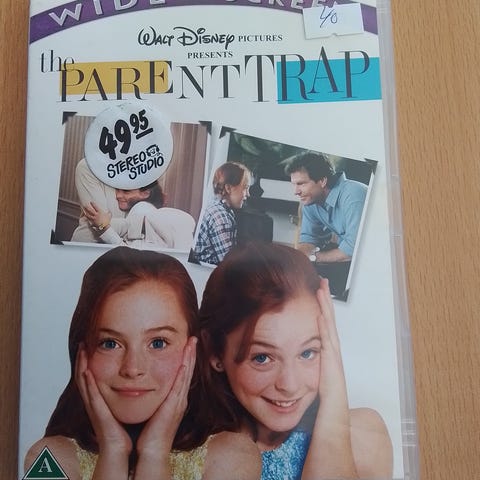 WIDESCREEN
40
WALT DISNEY PICTURES
PRESENTS
the
PARENT TRAP
49.95
STEREO
STUDIO
A